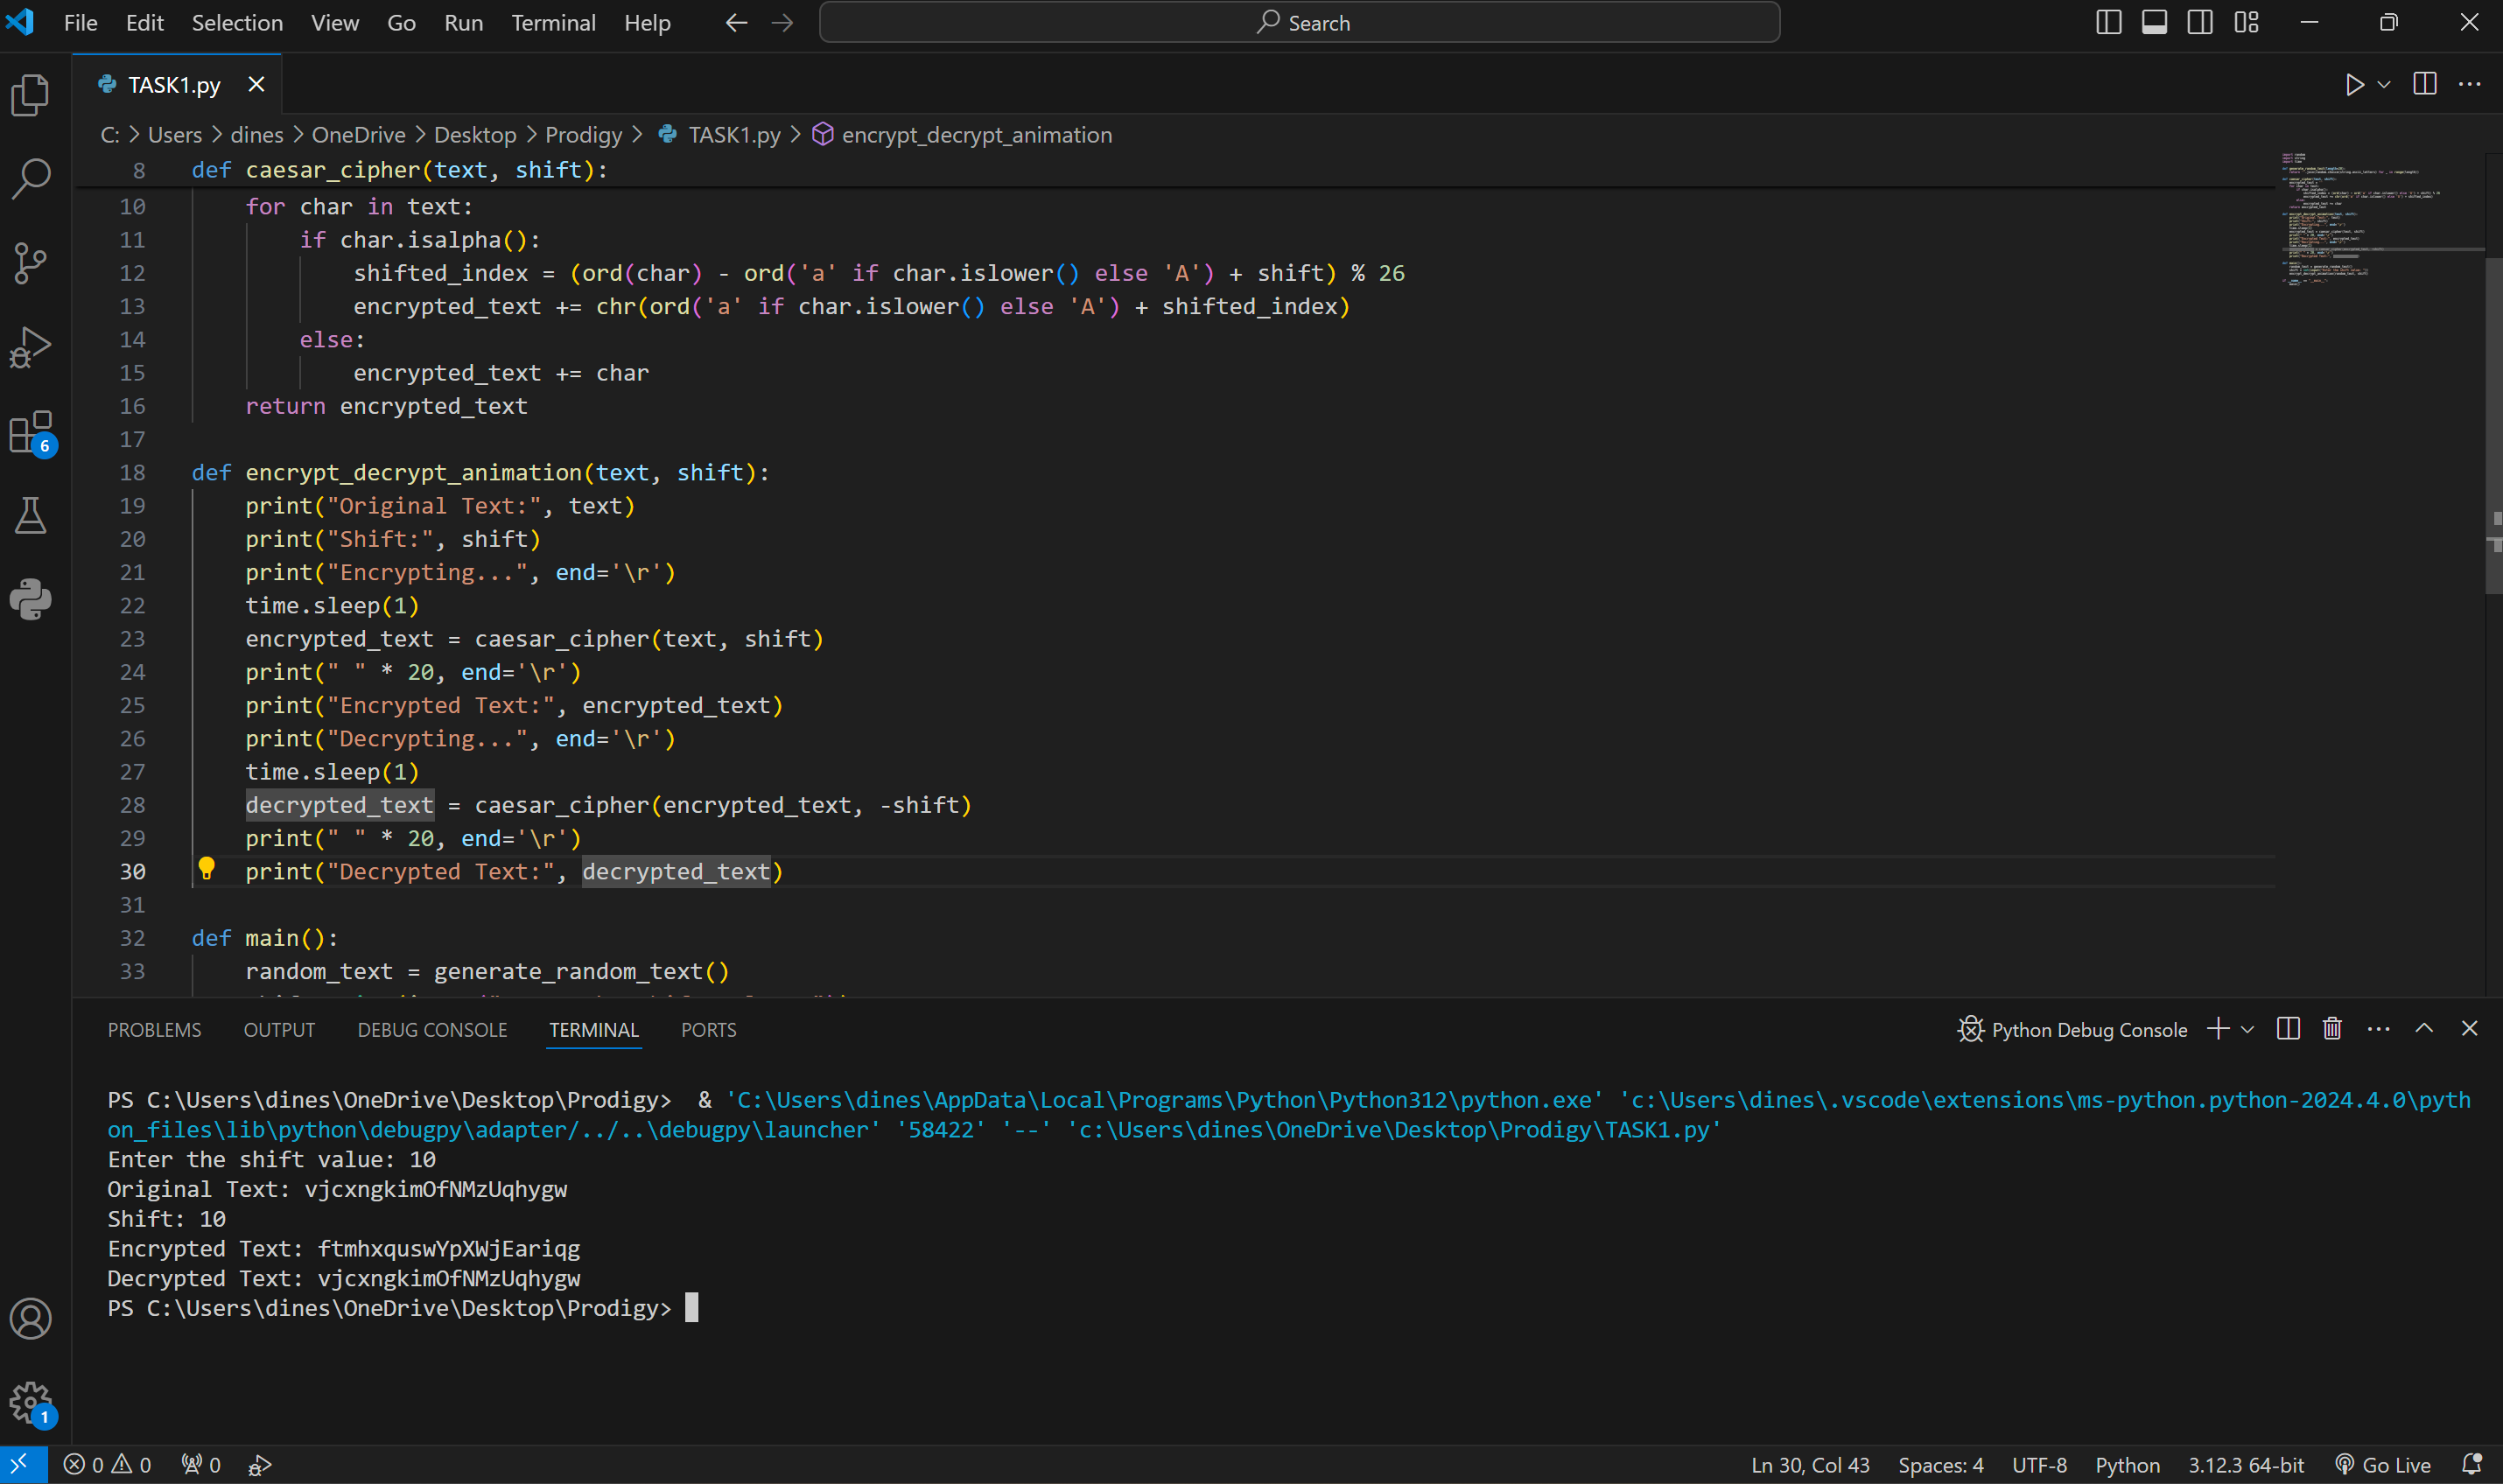 File Edit Selection View Go Run Terminal Help Search
TASK1.py
C: > Users > dines > OneDrive > Desktop > Prodigy > TASK1.py > encrypt_decrypt_animation
8 def caesar_cipher(text, shift):
10 for char in text:
11 if char.isalpha():
12 shifted_index = (ord(char) - ord('a' if char.islower() else 'A') + shift) % 26
13 encrypted_text += chr(ord('a' if char.islower() else 'A') + shifted_index)
14 else:
15 encrypted_text += char
16 return encrypted_text
17
18 def encrypt_decrypt_animation(text, shift):
19 print("Original Text:", text)
20 print("Shift:", shift)
21 print("Encrypting...", end='\r')
22 time.sleep(1)
23 encrypted_text = caesar_cipher(text, shift)
24 print(" " * 20, end='\r')
25 print("Encrypted Text:", encrypted_text)
26 print("Decrypting...", end='\r')
27 time.sleep(1)
28 decrypted_text = caesar_cipher(encrypted_text, -shift)
29 print(" " * 20, end='\r')
30 print("Decrypted Text:", decrypted_text)
31
32 def main():
33 random_text = generate_random_text()
6
PROBLEMS OUTPUT DEBUG CONSOLE TERMINAL PORTS Python Debug Console
PS C:\Users\dines\OneDrive\Desktop\Prodigy>  & 'C:\Users\dines\AppData\Local\Programs\Python\Python312\python.exe' 'c:\Users\dines\.vscode\extensions\ms-python.python-2024.4.0\pyth
on_files\lib\python\debugpy\adapter/../..\debugpy\launcher' '58422' '--' 'c:\Users\dines\OneDrive\Desktop\Prodigy\TASK1.py'
Enter the shift value: 10
Original Text: vjcxngkimOfNMzUqhygw
Shift: 10
Encrypted Text: ftmhxquswYpXWjEariqg
Decrypted Text: vjcxngkimOfNMzUqhygw
PS C:\Users\dines\OneDrive\Desktop\Prodigy>
1
0 0 0 Ln 30, Col 43 Spaces: 4 UTF-8 Python 3.12.3 64-bit Go Live